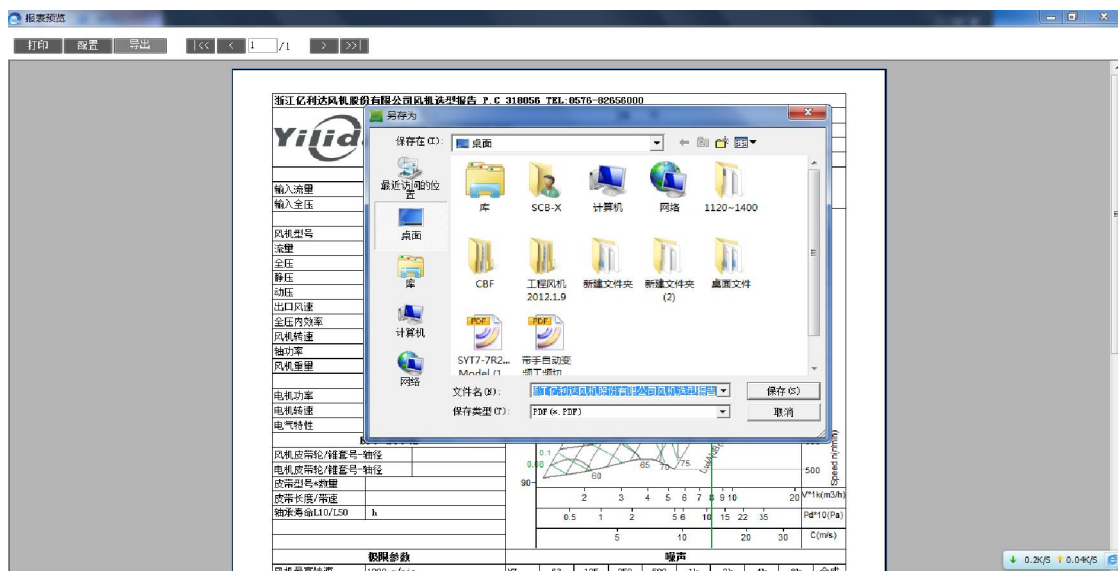 报表预览
打印 配置 导出 |<< < 1 /1 > >>|
浙江亿利达风机股份有限公司风机选型报告 P.C 318056 TEL:0576-82656000
Yilid
另存为
保存在(I): 桌面
最近访问的位置
桌面
库
计算机
网络
库 SCB-X 计算机 网络 1120~1400
CBF 工程风机 新建文件夹 新建文件夹 桌面文件
2012.1.9 (2)
PDF PDF
SYT7-7R2... 带手自动变
Model (1
文件名(N): 浙江亿利达风机股份有限公司风机选型报告 保存(S)
保存类型(T): PDF(*.PDF) 取消
输入流量
输入全压
风机型号
流量
全压
静压
动压
出口风速
全压内效率
风机转速
轴功率
风机重量
电机功率
电机转速
电气特性
风机皮带轮/锥套号-轴径
电机皮带轮/锥套号-轴径
皮带型号*数量
皮带长度/带速
轴承寿命L10/L50 h
0.1
60 65 70 75
90
500
Speed n(r/min)
2 3 4 5 6 7 8 9 10 20 V*1k(m3/h)
0.5 1 2 5 6 10 15 22 35 Pd*10(Pa)
5 10 20 30 C(m/s)
极限参数 噪声
0.2K/S 0.04K/S